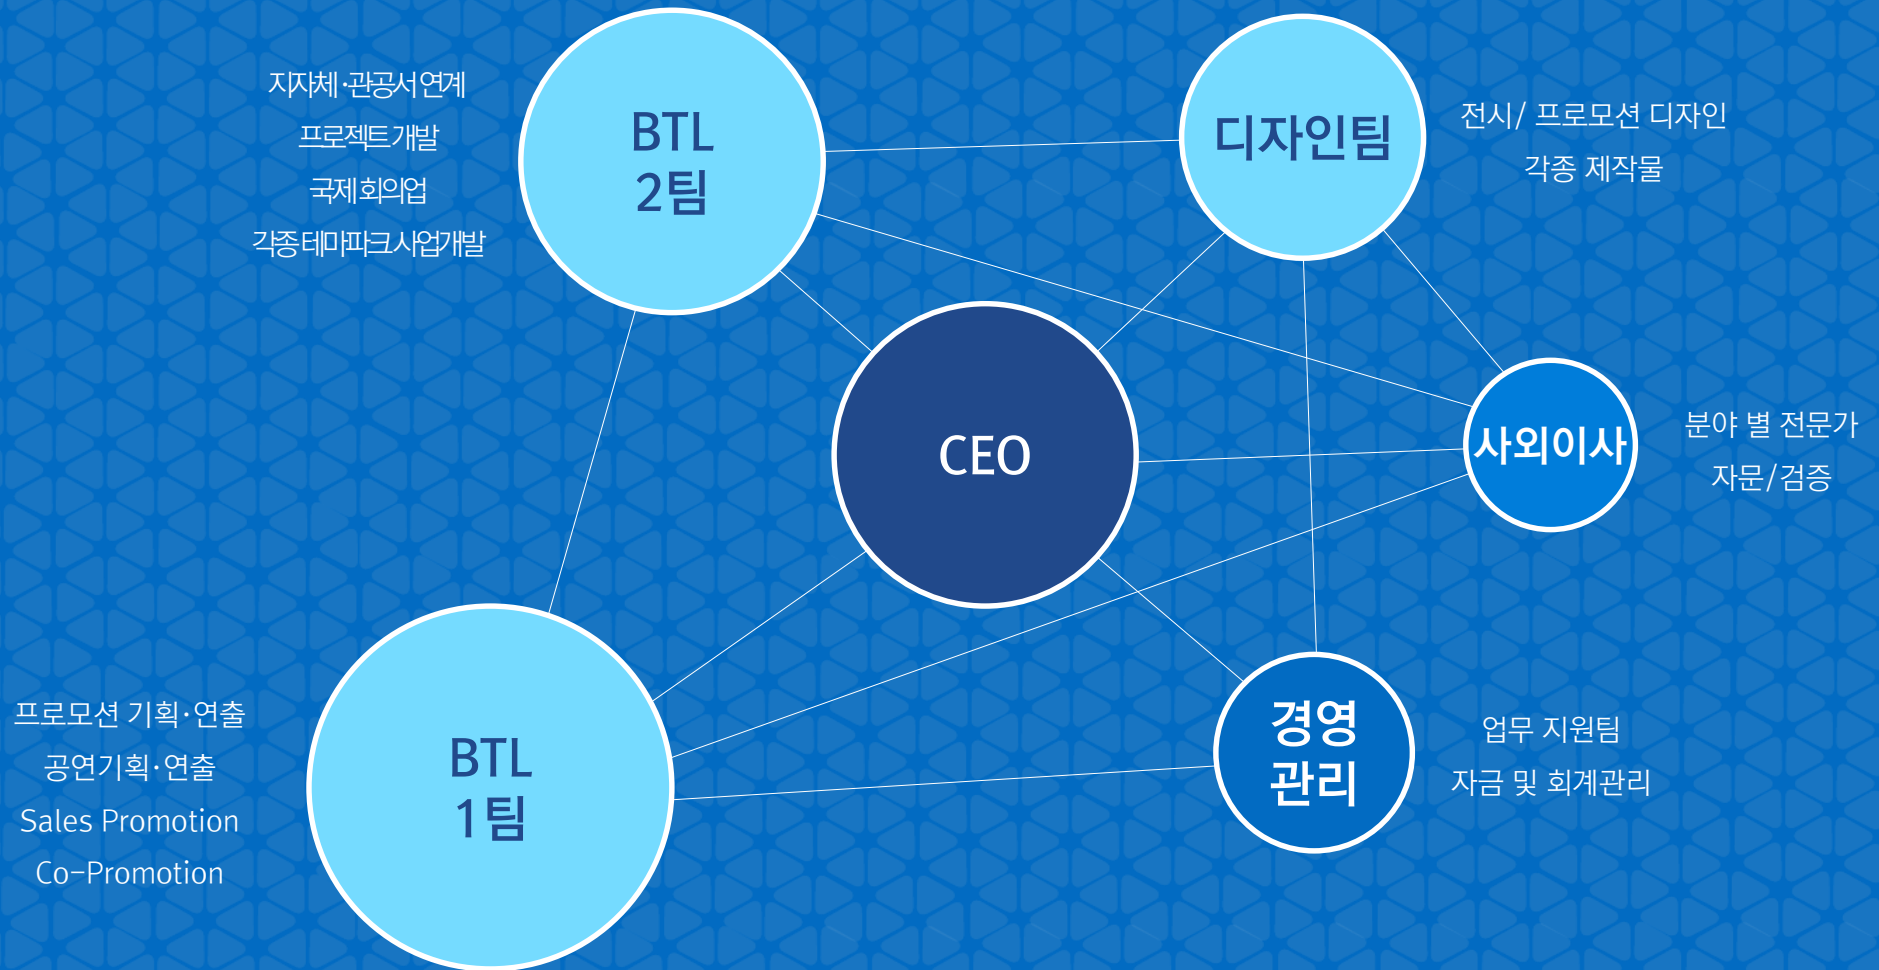 지자체·관공서 연계
프로젝트 개발
국제 회의업
각종 테마파크 사업개발
BTL
2팀
디자인팀
전시/ 프로모션 디자인
각종 제작물
CEO
사외이사
분야 별 전문가
자문/검증
프로모션 기획·연출
공연기획·연출
Sales Promotion
Co-Promotion
BTL
1팀
경영
관리
업무 지원팀
자금 및 회계관리